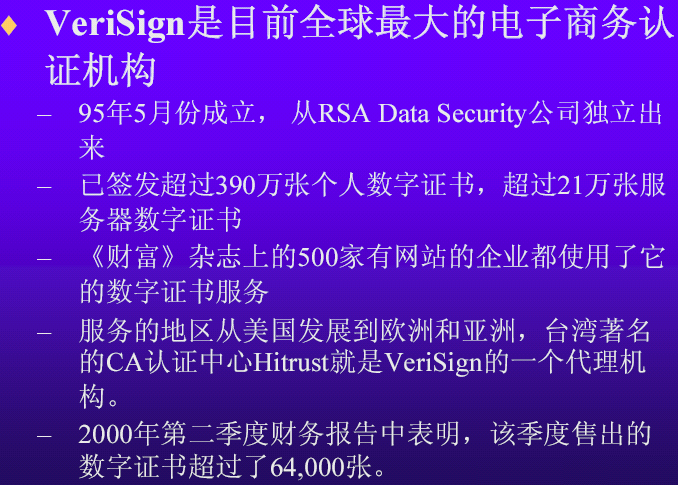 ♦ VeriSign是目前全球最大的电子商务认
证机构
– 95年5月份成立， 从RSA Data Security公司独立出
来
– 已签发超过390万张个人数字证书，超过21万张服
务器数字证书
– 《财富》杂志上的500家有网站的企业都使用了它
的数字证书服务
– 服务的地区从美国发展到欧洲和亚洲，台湾著名
的CA认证中心Hitrust就是VeriSign的一个代理机
构。
– 2000年第二季度财务报告中表明，该季度售出的
数字证书超过了64,000张。